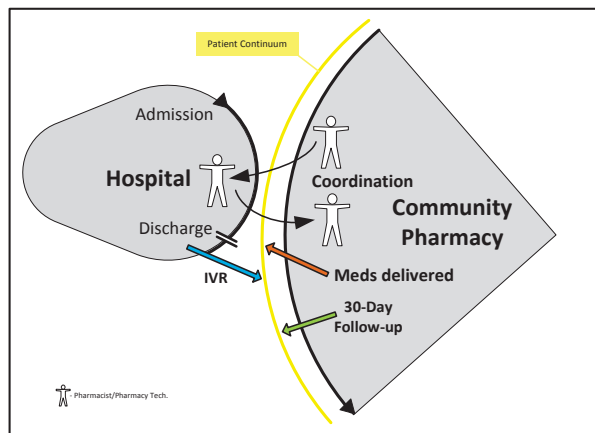 Patient Continuum
Admission
Hospital
Coordination
Community
Pharmacy
Discharge
IVR
Meds delivered
30-Day
Follow-up
- Pharmacist/Pharmacy Tech.